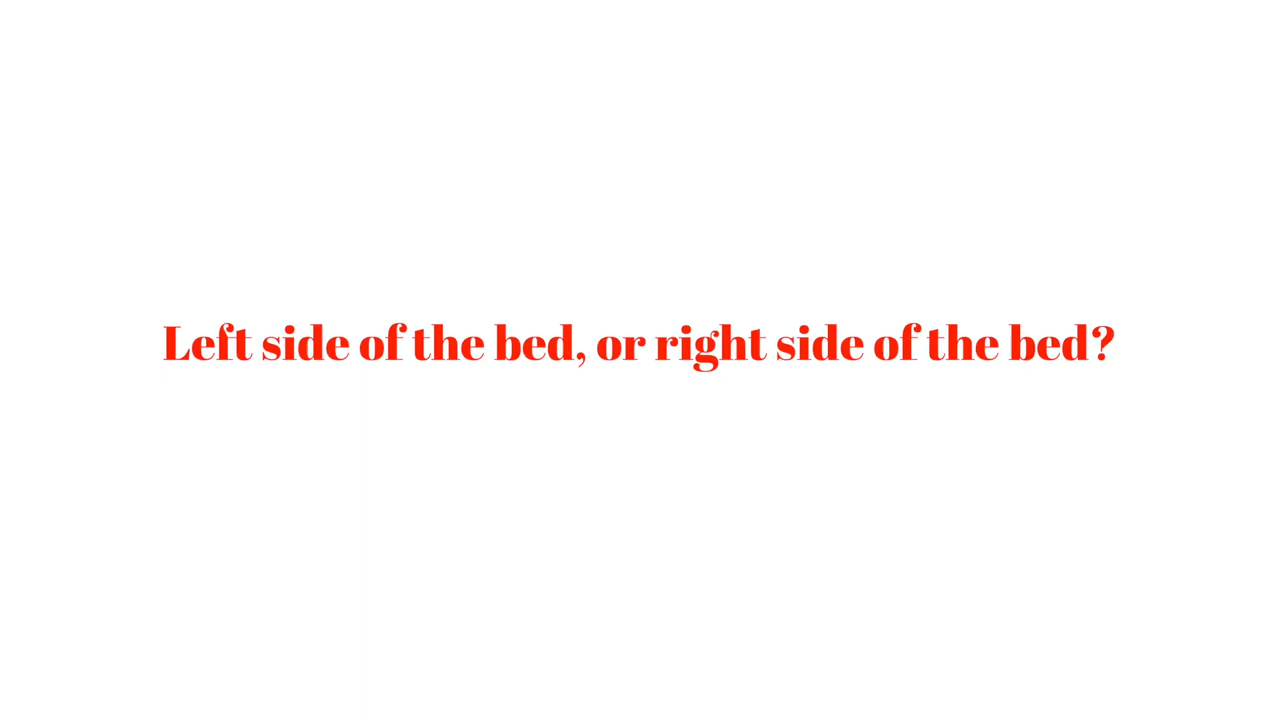 Left side of the bed, or right side of the bed?